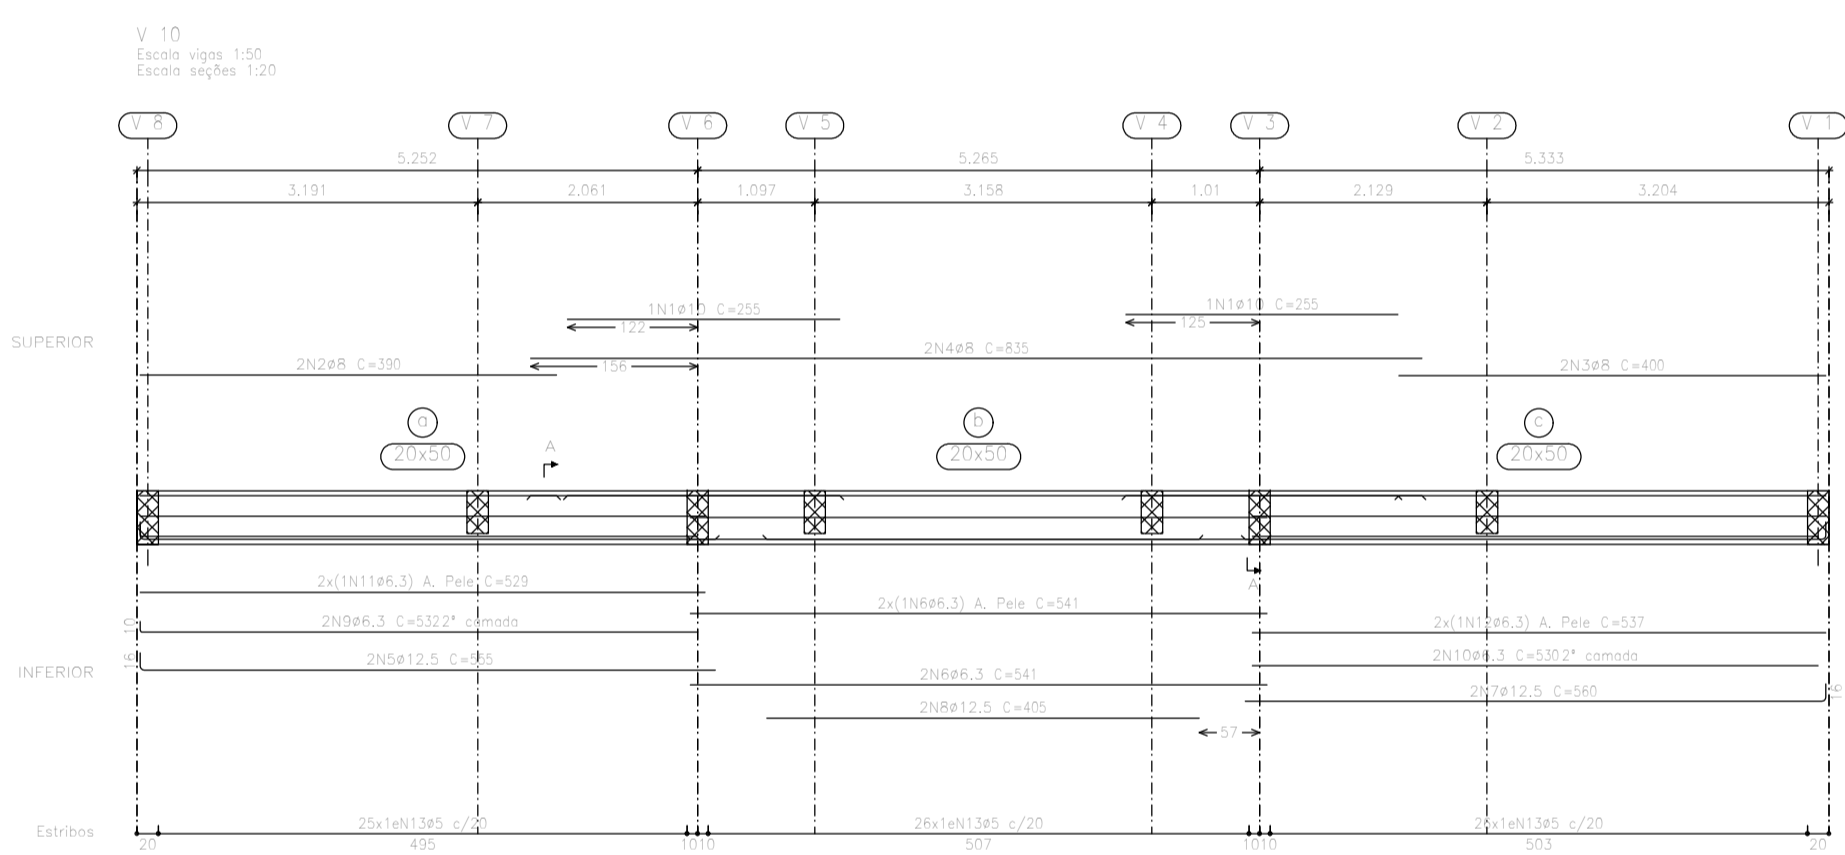 V 10
Escala vigas 1:50
Escala seções 1:20
V 8 V 7 V 6 V 5 V 4 V 3 V 2 V 1
5.252 5.265 5.333
3.191 2.061 1.097 3.158 1.01 2.129 3.204
1N1ø10 C=255 1N1ø10 C=255
122 125
SUPERIOR
2N4ø8 C=835
2N2ø8 C=390 156 2N3ø8 C=400
a b c
20x50 20x50 20x50
A
A
2x(1N11ø6.3) A. Pele C=529
2x(1N6ø6.3) A. Pele C=541
10 2N9ø6.3 C=5322ª camada 2x(1N12ø6.3) A. Pele C=537
16 2N5ø12.5 C=555 2N10ø6.3 C=5302ª camada
INFERIOR
2N6ø6.3 C=541
2N7ø12.5 C=560 16
2N8ø12.5 C=405
57
Estribos 25x1eN13ø5 c/20 26x1eN13ø5 c/20 26x1eN13ø5 c/20
20 495 1010 507 1010 503 20